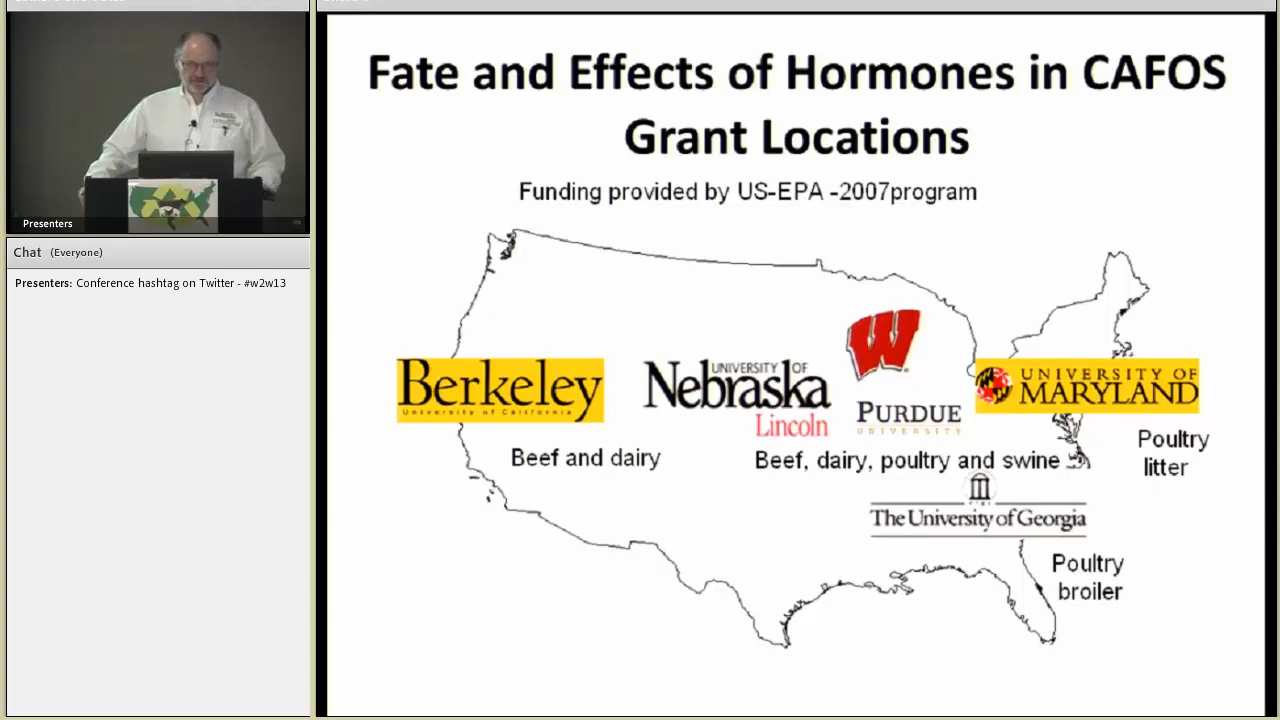 Presenters
Chat (Everyone)
Presenters: Conference hashtag on Twitter - #w2w13
Fate and Effects of Hormones in CAFOS
Grant Locations
Funding provided by US-EPA -2007program
Berkeley
University of California
UNIVERSITY OF
Nebraska
Lincoln
W
PURDUE
UNIVERSITY
UNIVERSITY OF
MARYLAND
Beef and dairy
Beef, dairy, poultry and swine
Poultry
litter
The University of Georgia
Poultry
broiler